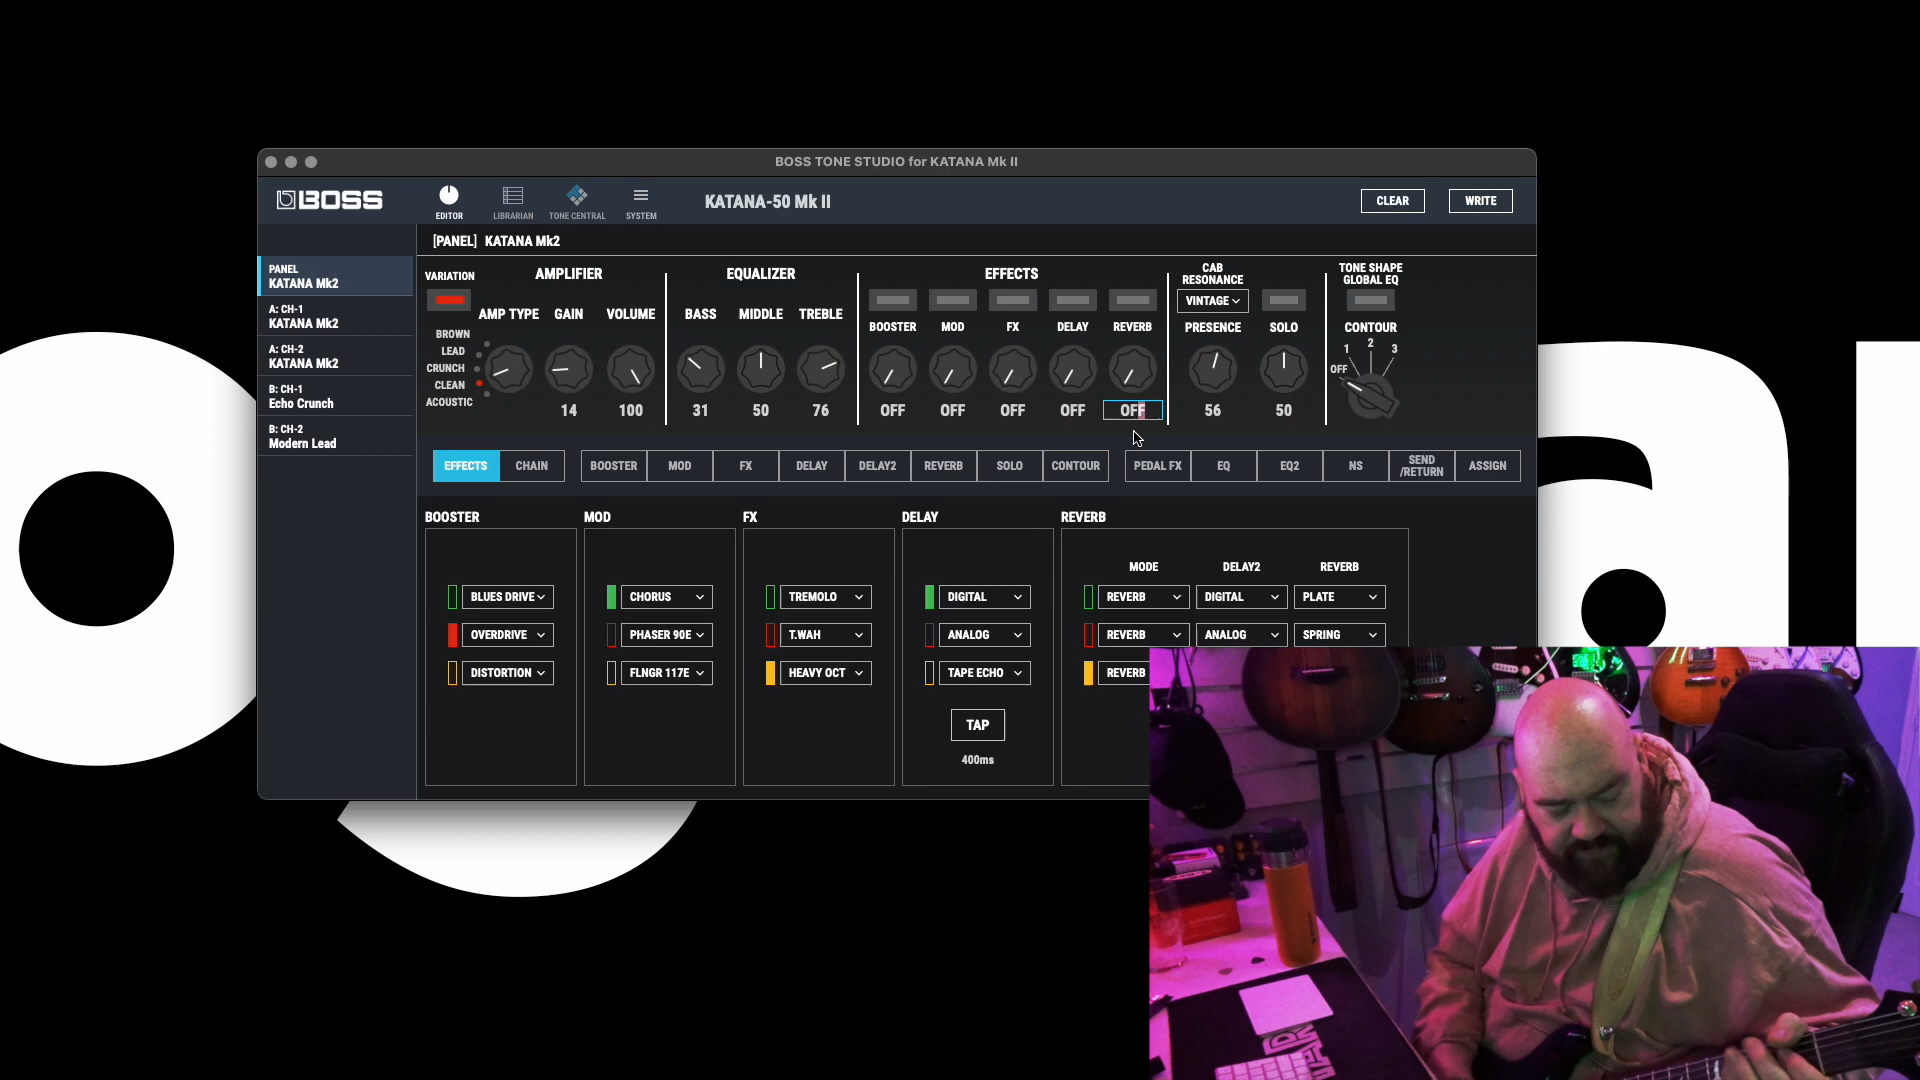 BOSS TONE STUDIO for KATANA Mk II
BOSS
EDITOR
LIBRARIAN
TONE CENTRAL
SYSTEM
KATANA-50 Mk II
CLEAR
WRITE
[PANEL] KATANA Mk2
PANEL
KATANA Mk2
A: CH-1
KATANA Mk2
A: CH-2
KATANA Mk2
B: CH-1
Echo Crunch
B: CH-2
Modern Lead
VARIATION
AMPLIFIER
AMP TYPE
GAIN
VOLUME
BROWN
LEAD
CRUNCH
CLEAN
ACOUSTIC
14
100
EQUALIZER
BASS
MIDDLE
TREBLE
31
50
76
EFFECTS
BOOSTER
MOD
FX
DELAY
REVERB
OFF
OFF
OFF
OFF
OFF
CAB
RESONANCE
VINTAGE
PRESENCE
SOLO
56
50
TONE SHAPE
GLOBAL EQ
CONTOUR
OFF
1
2
3
EFFECTS
CHAIN
BOOSTER
MOD
FX
DELAY
DELAY2
REVERB
SOLO
CONTOUR
PEDAL FX
EQ
EQ2
NS
SEND
/RETURN
ASSIGN
BOOSTER
BLUES DRIVE
OVERDRIVE
DISTORTION
MOD
CHORUS
PHASER 90E
FLNGR 117E
FX
TREMOLO
T.WAH
HEAVY OCT
DELAY
DIGITAL
ANALOG
TAPE ECHO
TAP
400ms
REVERB
MODE
DELAY2
REVERB
REVERB
DIGITAL
PLATE
REVERB
ANALOG
SPRING
REVERB